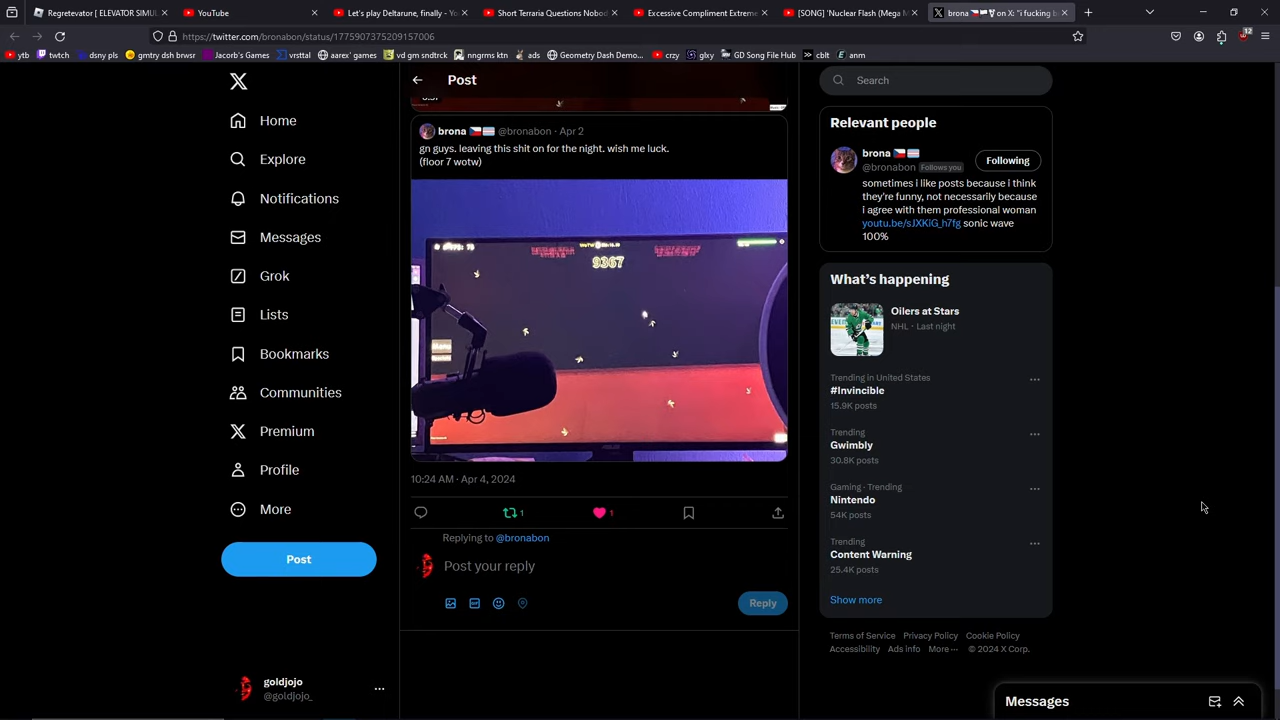 Regretevator [ ELEVATOR SIMUL
YouTube
Let's play Deltarune, finally - Yo
Short Terraria Questions Nobod
Excessive Compliment Extreme
[SONG] 'Nuclear Flash (Mega M
brona on X: "i fucking b
https://twitter.com/bronabon/status/1775907375209157006
12
ytb
twtch
dsny pls
gmtry dsh brwsr
Jacorb's Games
vrsttal
aarex' games
vd gm sndtrck
nngrms ktn
ads
Geometry Dash Demo...
crzy
glxy
GD Song File Hub
cblt
anm
Home
Explore
Notifications
Messages
Grok
Lists
Bookmarks
Communities
Premium
Profile
More
Post
goldjojo
@goldjojo_
Post
brona @bronabon · Apr 2
gn guys. leaving this shit on for the night. wish me luck.
(floor 7 wotw)
9367
10:24 AM · Apr 4, 2024
1
1
Replying to @bronabon
Post your reply
Reply
Search
Relevant people
brona
@bronabon Follows you
Following
sometimes i like posts because i think
they're funny, not necessarily because
i agree with them professional woman
youtu.be/sJXKiG_h7fg sonic wave
100%
What's happening
Oilers at Stars
NHL · Last night
Trending in United States
#Invincible
15.9K posts
Trending
Gwimbly
30.8K posts
Gaming · Trending
Nintendo
54K posts
Trending
Content Warning
25.4K posts
Show more
Terms of Service Privacy Policy Cookie Policy
Accessibility Ads info More ··· © 2024 X Corp.
Messages